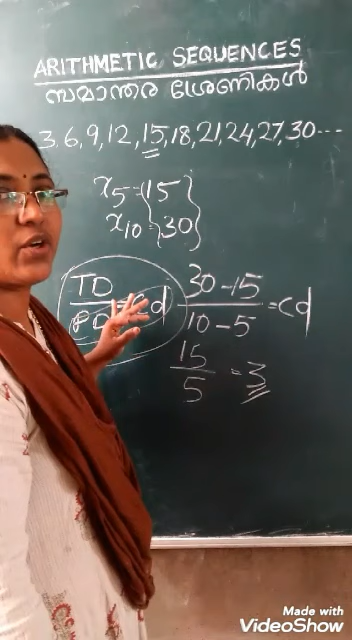 ARITHMETIC SEQUENCES
സമാന്തര ശ്രേണികൾ
3, 6, 9, 12, 15, 18, 21, 24, 27, 30 ---
x5 = 15
x10 = 30
TD/PD = cd
30-15/10-5 = cd
15/5 = 3
Made with
VideoShow